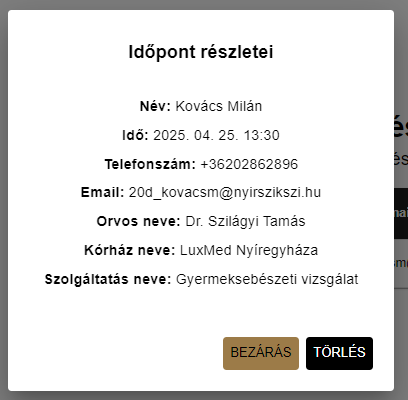 Időpont részletei
Név: Kovács Milán
Idő: 2025. 04. 25. 13:30
Telefonszám: +36202862896
Email: 20d_kovacsm@nyirszikszi.hu
Orvos neve: Dr. Szilágyi Tamás
Kórház neve: LuxMed Nyíregyháza
Szolgáltatás neve: Gyermeksebészeti vizsgálat
BEZÁRÁS TÖRLÉS